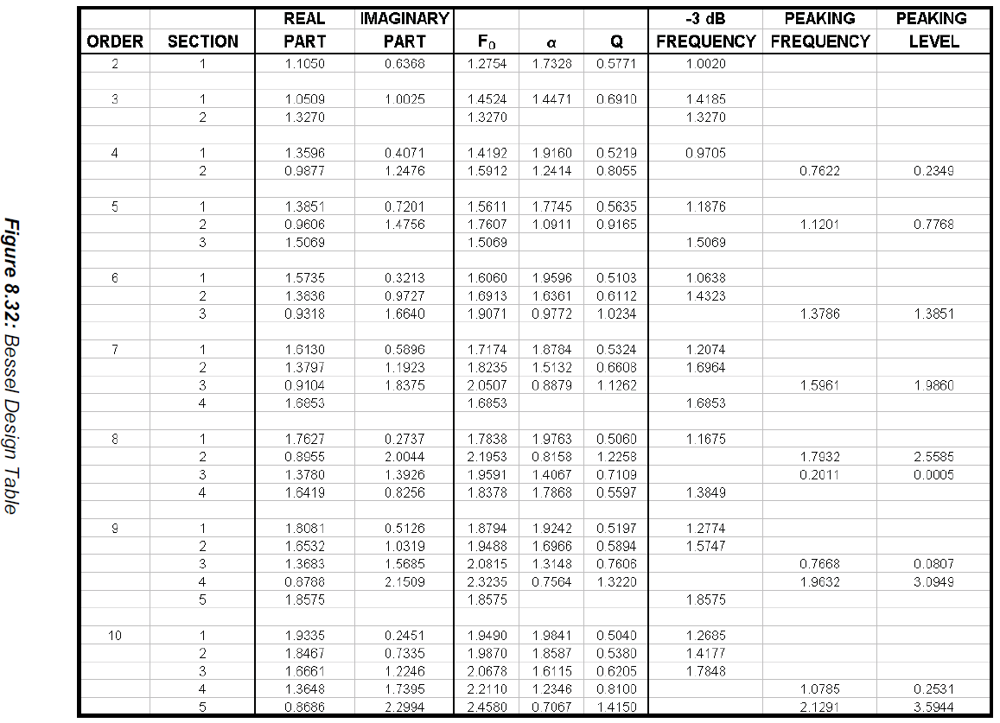 REAL IMAGINARY -3 dB PEAKING PEAKING
ORDER SECTION PART PART F0 α Q FREQUENCY FREQUENCY LEVEL
2 1 1.1050 0.6368 1.2754 1.7328 0.5771 1.0020
3 1 1.0509 1.0025 1.4524 1.4471 0.6910 1.4185
2 1.3270 1.3270 1.3270
4 1 1.3596 0.4071 1.4192 1.9160 0.5219 0.9705
2 0.9877 1.2476 1.5912 1.2414 0.8055 0.7622 0.2349
5 1 1.3851 0.7201 1.5611 1.7745 0.5635 1.1876
2 0.9606 1.4756 1.7607 1.0911 0.9165 1.1201 0.7768
3 1.5069 1.5069 1.5069
6 1 1.5735 0.3213 1.6060 1.9596 0.5103 1.0638
2 1.3836 0.9727 1.6913 1.6361 0.6112 1.4323
3 0.9318 1.6640 1.9071 0.9772 1.0234 1.3786 1.3851
7 1 1.6130 0.5896 1.7174 1.8784 0.5324 1.2074
2 1.3797 1.1923 1.8235 1.5132 0.6608 1.6964
3 0.9104 1.8375 2.0507 0.8879 1.1262 1.5961 1.9860
4 1.6853 1.6853 1.6853
8 1 1.7627 0.2737 1.7838 1.9763 0.5060 1.1675
2 0.8955 2.0044 2.1953 0.8158 1.2258 1.7932 2.5585
3 1.3780 1.3926 1.9591 1.4067 0.7109 0.2011 0.0005
4 1.6419 0.8256 1.8378 1.7868 0.5597 1.3849
9 1 1.8081 0.5126 1.8794 1.9242 0.5197 1.2774
2 1.6532 1.0319 1.9488 1.6966 0.5894 1.5747
3 1.3683 1.5685 2.0815 1.3148 0.7606 0.7668 0.0807
4 0.8788 2.1509 2.3235 0.7564 1.3220 1.9632 3.0949
5 1.8575 1.8575 1.8575
10 1 1.9335 0.2451 1.9490 1.9841 0.5040 1.2685
2 1.8467 0.7335 1.9870 1.8587 0.5380 1.4177
3 1.6661 1.2246 2.0678 1.6115 0.6205 1.7848
4 1.3648 1.7395 2.2110 1.2346 0.8100 1.0785 0.2531
5 0.8686 2.2994 2.4580 0.7067 1.4150 2.1291 3.5944
Figure 8.32: Bessel Design Table